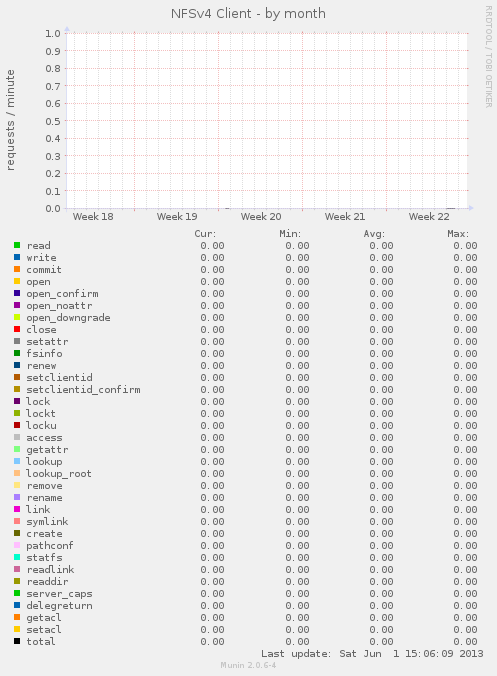 NFSv4 Client - by month
RRDTOOL / TOBI OETIKER
requests / minute
1.0
0.9
0.8
0.7
0.6
0.5
0.4
0.3
0.2
0.1
0.0
Week 18 Week 19 Week 20 Week 21 Week 22
Cur: Min: Avg: Max:
read 0.00 0.00 0.00 0.00
write 0.00 0.00 0.00 0.00
commit 0.00 0.00 0.00 0.00
open 0.00 0.00 0.00 0.00
open_confirm 0.00 0.00 0.00 0.00
open_noattr 0.00 0.00 0.00 0.00
open_downgrade 0.00 0.00 0.00 0.00
close 0.00 0.00 0.00 0.00
setattr 0.00 0.00 0.00 0.00
fsinfo 0.00 0.00 0.00 0.00
renew 0.00 0.00 0.00 0.00
setclientid 0.00 0.00 0.00 0.00
setclientid_confirm 0.00 0.00 0.00 0.00
lock 0.00 0.00 0.00 0.00
lockt 0.00 0.00 0.00 0.00
locku 0.00 0.00 0.00 0.00
access 0.00 0.00 0.00 0.00
getattr 0.00 0.00 0.00 0.00
lookup 0.00 0.00 0.00 0.00
lookup_root 0.00 0.00 0.00 0.00
remove 0.00 0.00 0.00 0.00
rename 0.00 0.00 0.00 0.00
link 0.00 0.00 0.00 0.00
symlink 0.00 0.00 0.00 0.00
create 0.00 0.00 0.00 0.00
pathconf 0.00 0.00 0.00 0.00
statfs 0.00 0.00 0.00 0.00
readlink 0.00 0.00 0.00 0.00
readdir 0.00 0.00 0.00 0.00
server_caps 0.00 0.00 0.00 0.00
delegreturn 0.00 0.00 0.00 0.00
getacl 0.00 0.00 0.00 0.00
setacl 0.00 0.00 0.00 0.00
total 0.00 0.00 0.00 0.00
Last update: Sat Jun 1 15:06:09 2013
Munin 2.0.6-4